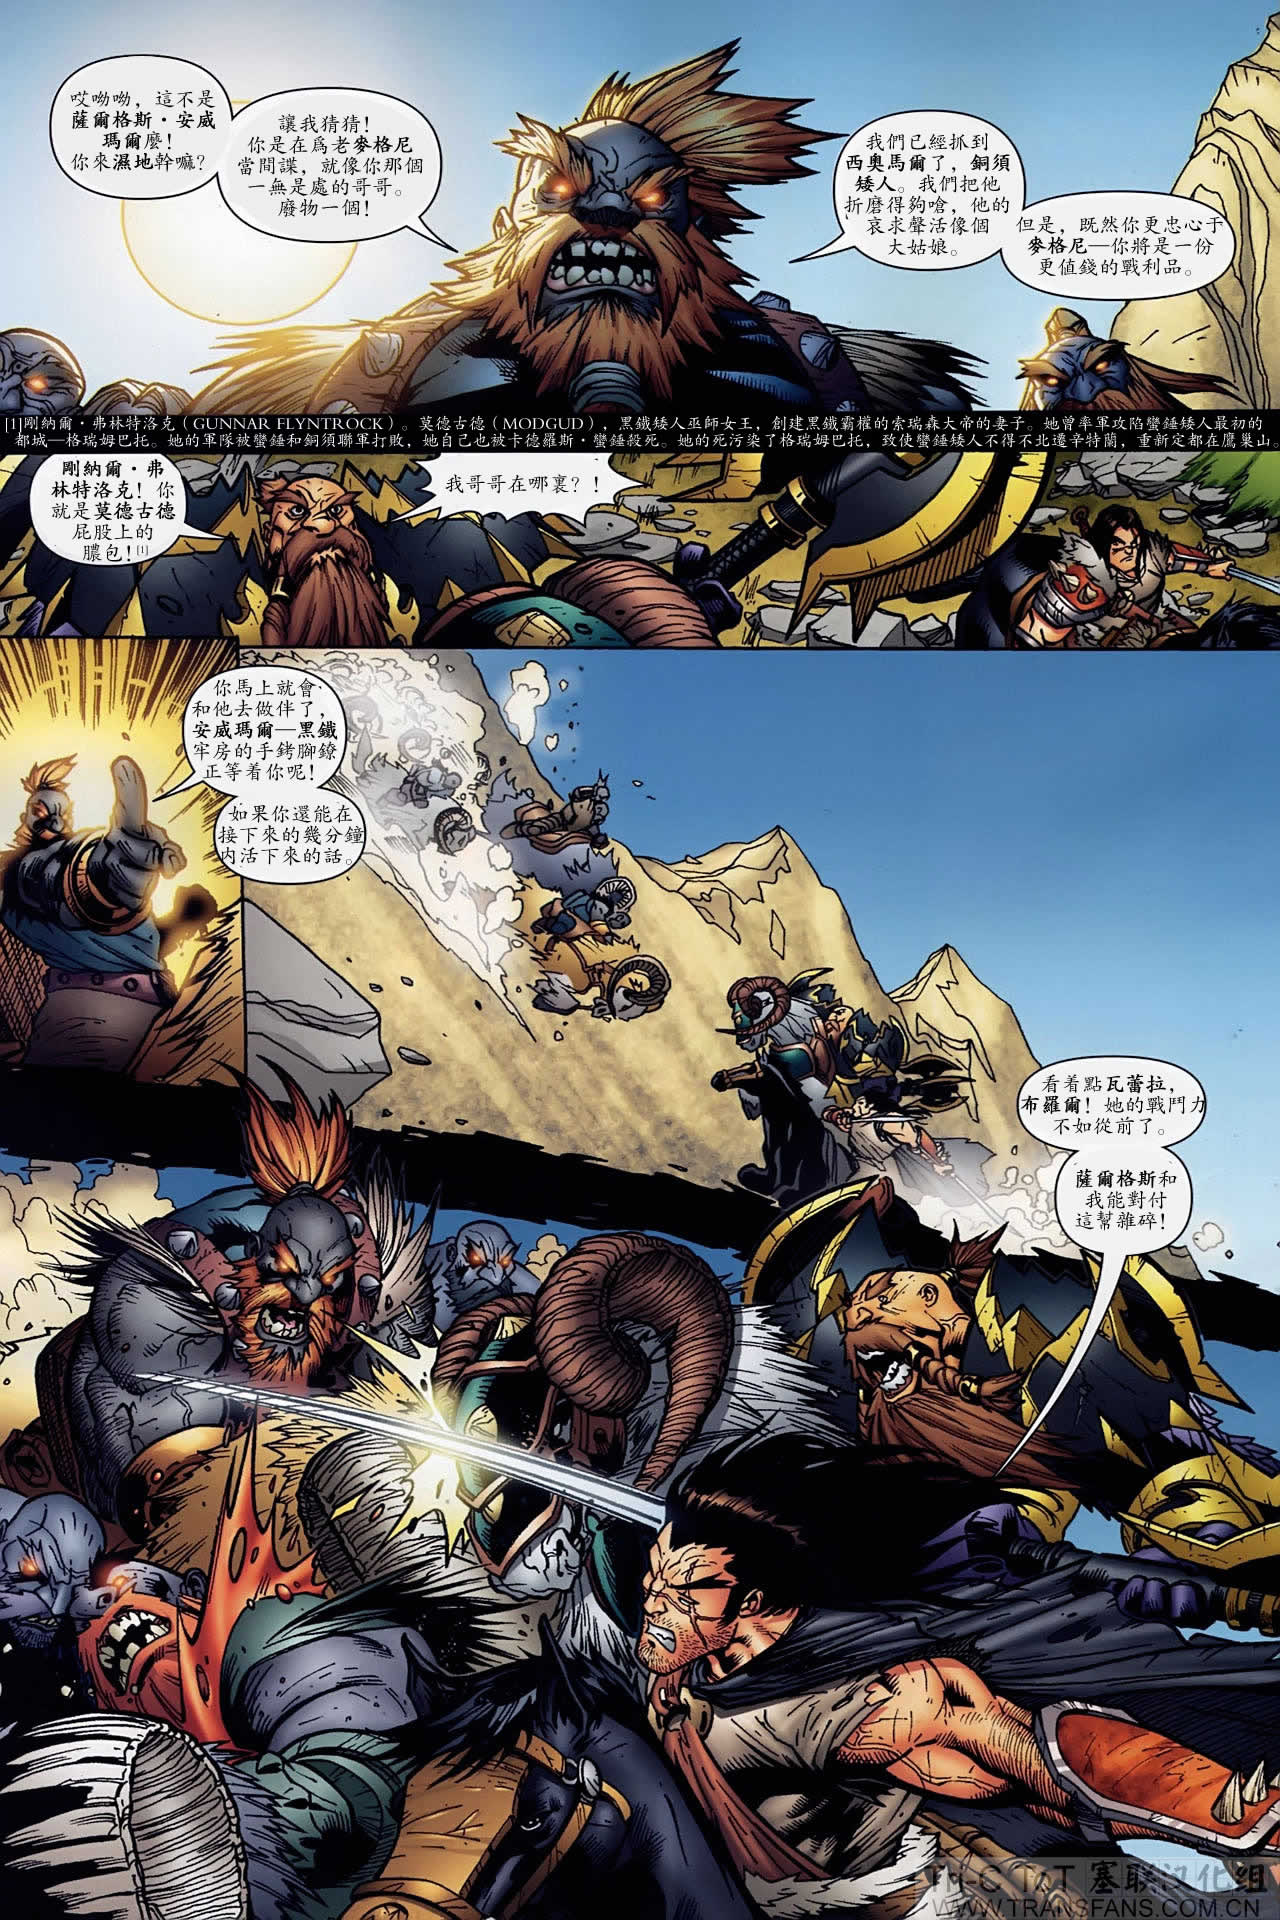 哎呦呦，這不是
薩爾格斯·安威
瑪爾麼！
你來濕地幹嘛？
讓我猜猜！
你是在爲老麥格尼
當間諜，就像你那個
一無是處的哥哥。
廢物一個！
我們已經抓到
西奧馬爾了，銅須
矮人。我們把他
折磨得夠嗆，他的
哀求聲活像個
大姑娘。
但是，既然你更忠心于
麥格尼—你將是一份
更值錢的戰利品。
[1]剛納爾·弗林特洛克（GUNNAR FLYNTROCK）。莫德古德（MODGUD），黑鐵矮人巫師女王，創建黑鐵霸權的索瑞森大帝的妻子。她曾率軍攻陷蠻錘矮人最初的
都城—格瑞姆巴托。她的軍隊被蠻錘和銅須聯軍打敗，她自己也被卡德羅斯·蠻錘殺死。她的死污染了格瑞姆巴托，致使蠻錘矮人不得不北遷辛特蘭，重新定都在鷹巢山。
剛納爾·弗
林特洛克！你
就是莫德古德
屁股上的
膿包！[1]
我哥哥在哪裏？！
你馬上就會
和他去做伴了，
安威瑪爾—黑鐵
牢房的手銬腳鐐
正等着你呢！
如果你還能在
接下來的幾分鐘
内活下來的話。
看着點瓦蕾拉，
布羅爾！她的戰鬥力
不如從前了。
薩爾格斯和
我能對付
這幫雜碎！
TH-C TCT 塞联汉化组
WWW.TRANSFANS.COM.CN